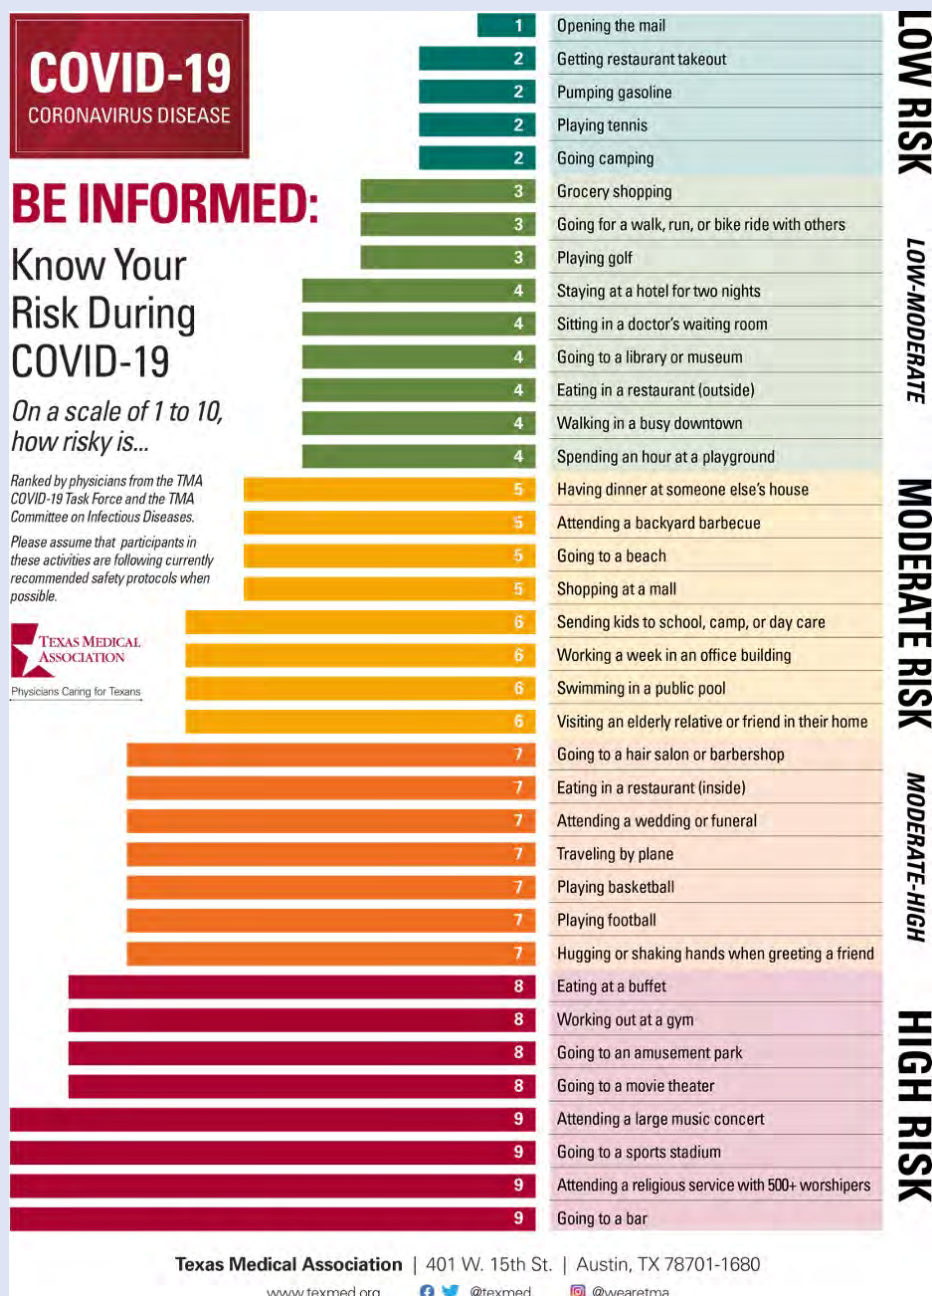 COVID-19
CORONAVIRUS DISEASE
BE INFORMED:
Know Your
Risk During
COVID-19
On a scale of 1 to 10,
how risky is...
Ranked by physicians from the TMA
COVID-19 Task Force and the TMA
Committee on Infectious Diseases.
Please assume that participants in
these activities are following currently
recommended safety protocols when
possible.
TEXAS MEDICAL
ASSOCIATION
Physicians Caring for Texans
1 Opening the mail
2 Getting restaurant takeout
2 Pumping gasoline
2 Playing tennis
2 Going camping
3 Grocery shopping
3 Going for a walk, run, or bike ride with others
3 Playing golf
4 Staying at a hotel for two nights
4 Sitting in a doctor's waiting room
4 Going to a library or museum
4 Eating in a restaurant (outside)
4 Walking in a busy downtown
4 Spending an hour at a playground
5 Having dinner at someone else's house
5 Attending a backyard barbecue
5 Going to a beach
5 Shopping at a mall
6 Sending kids to school, camp, or day care
6 Working a week in an office building
6 Swimming in a public pool
6 Visiting an elderly relative or friend in their home
7 Going to a hair salon or barbershop
7 Eating in a restaurant (inside)
7 Attending a wedding or funeral
7 Traveling by plane
7 Playing basketball
7 Playing football
7 Hugging or shaking hands when greeting a friend
8 Eating at a buffet
8 Working out at a gym
8 Going to an amusement park
8 Going to a movie theater
9 Attending a large music concert
9 Going to a sports stadium
9 Attending a religious service with 500+ worshipers
9 Going to a bar
LOW RISK
LOW-MODERATE
MODERATE RISK
MODERATE-HIGH
HIGH RISK
Texas Medical Association | 401 W. 15th St. | Austin, TX 78701-1680
www.texmed.org @texmed @wearetma